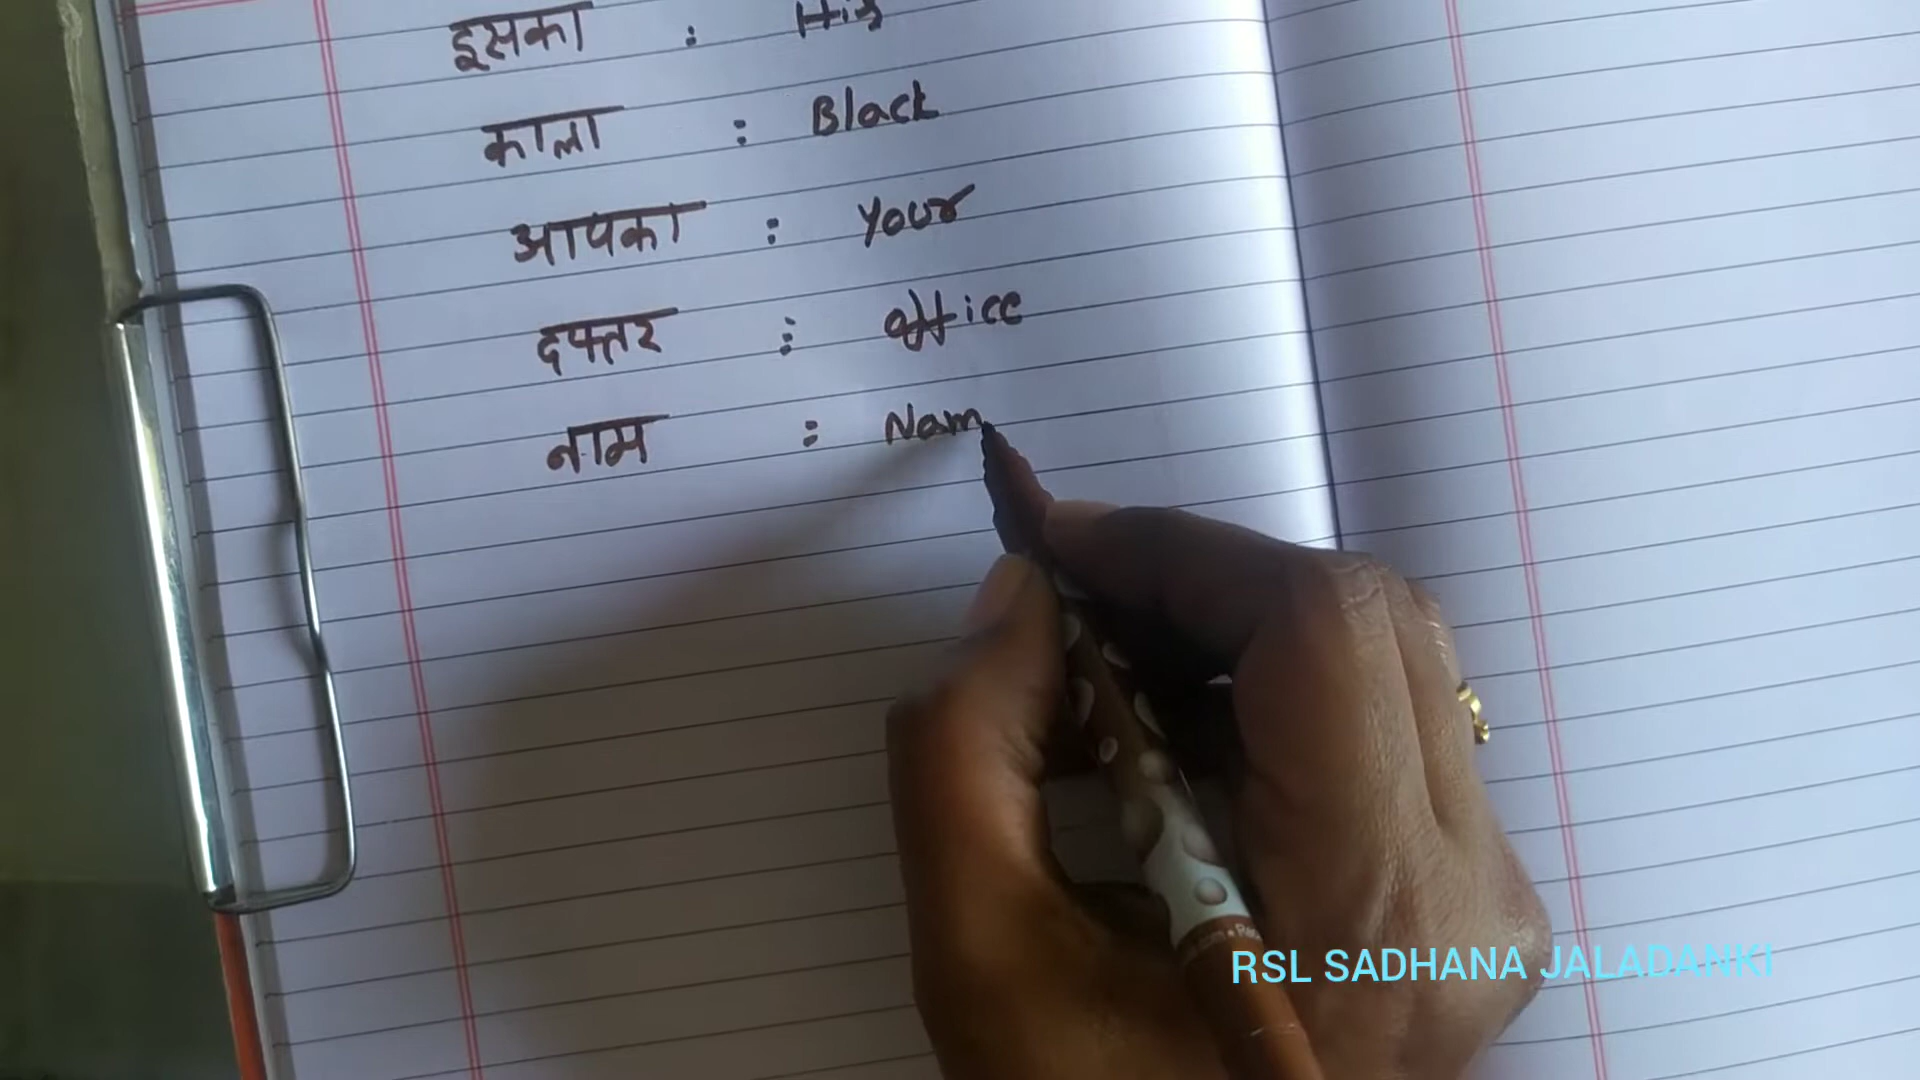 इसका : His
काला : Black
आपका : Your
दफ्तर : office
नाम : Nam
RSL SADHANA JALADANKI